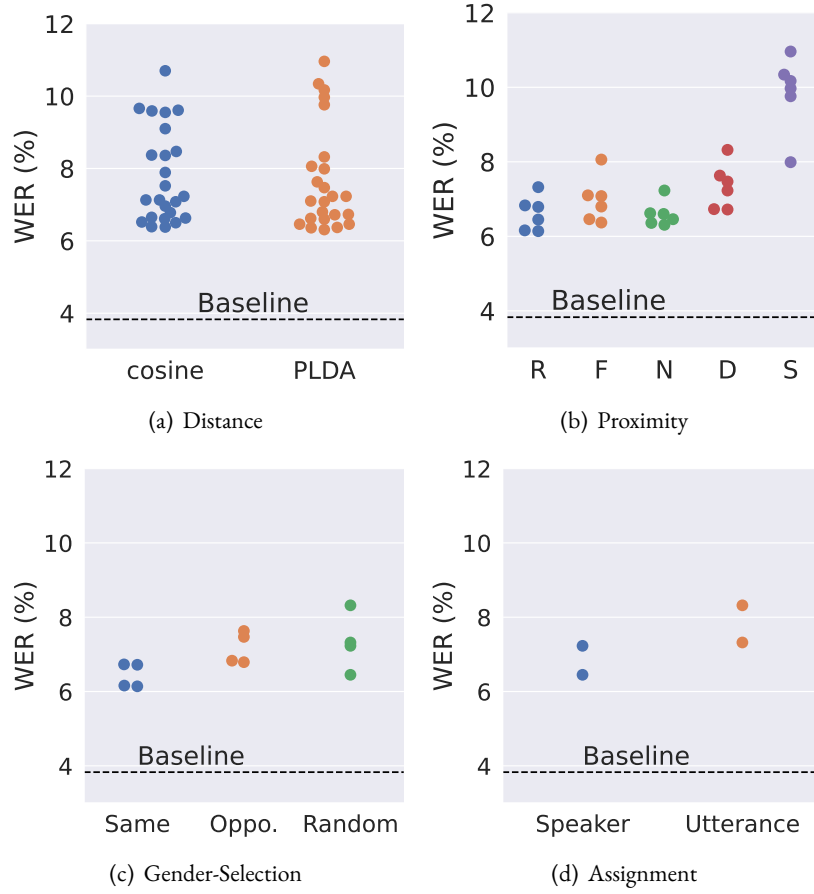 12
10
8
6
4
WER (%)
Baseline
cosine PLDA
(a) Distance
12
10
8
6
4
WER (%)
Baseline
R F N D S
(b) Proximity
12
10
8
6
4
WER (%)
Baseline
Same Oppo. Random
(c) Gender-Selection
12
10
8
6
4
WER (%)
Baseline
Speaker Utterance
(d) Assignment